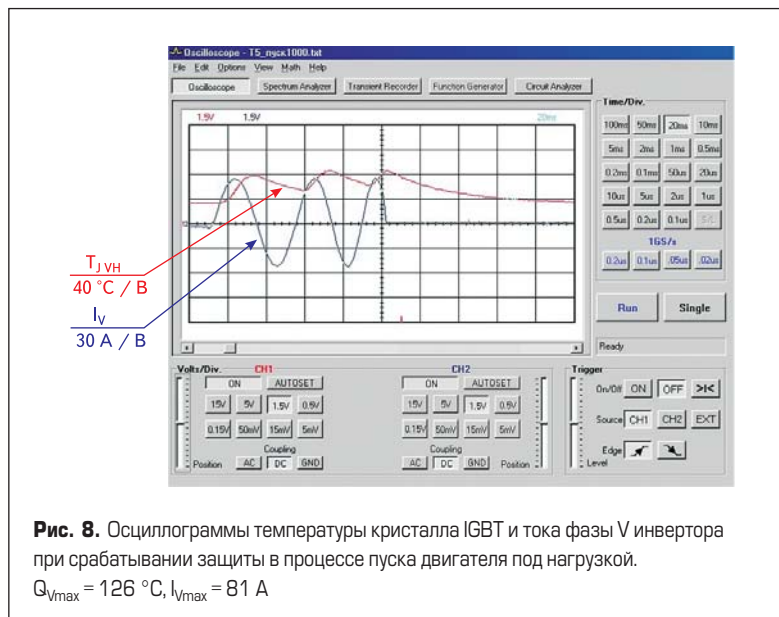 Oscilloscope - T5_пуск1000.txt
File Edit Options View Math Help
Oscilloscope Spectrum Analyzer Transient Recorder Function Generator Circuit Analyzer
1.5V 1.5V 20ms
Time/Div.
100ms 50ms 20ms 10ms
5ms 2ms 1ms 0.5ms
0.2ms 0.1ms 50us 20us
10us 5us 2us 1us
0.5us 0.2us 0.1us
1GS/s
0.2us 0.1us .05us .02us
Run Single
Ready
T J VH
40 °C / В
I V
30 A / В
Volts/Div. CH1
ON AUTOSET
15V 5V 1.5V 0.5V
0.15V 50mV 15mV 5mV
Coupling
Position AC DC GND
CH2
ON AUTOSET
15V 5V 1.5V 0.5V
0.15V 50mV 15mV 5mV
Coupling
AC DC GND Position
Trigger
On/Off ON OFF >|<
Source CH1 CH2 EXT
Edge
Level
Рис. 8. Осциллограммы температуры кристалла IGBT и тока фазы V инвертора
при срабатывании защиты в процессе пуска двигателя под нагрузкой.
Q Vmax = 126 °C, I Vmax = 81 A